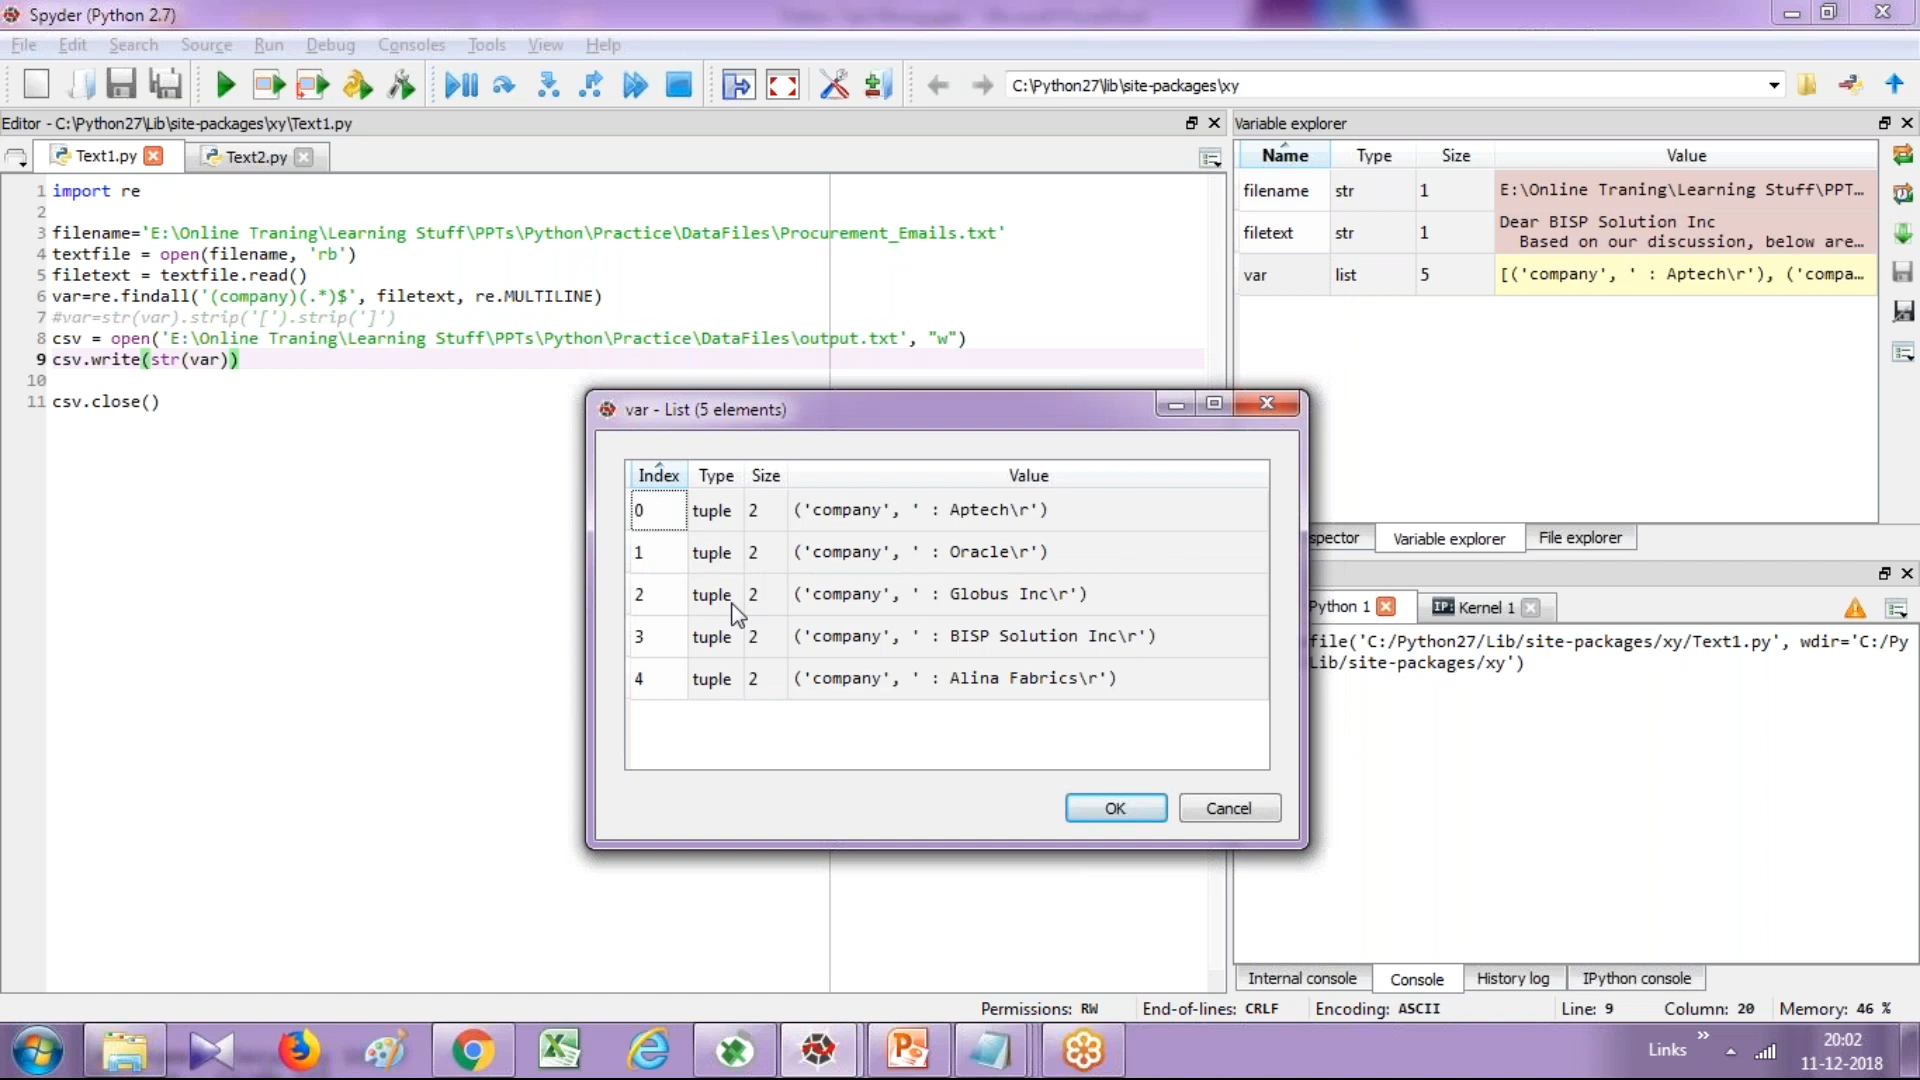 Spyder (Python 2.7)
File Edit Search Source Run Debug Consoles Tools View Help
C:\Python27\lib\site-packages\xy
Editor - C:\Python27\Lib\site-packages\xy\Text1.py
Text1.py
Text2.py
1 import re
2
3 filename='E:\Online Traning\Learning Stuff\PPTs\Python\Practice\DataFiles\Procurement_Emails.txt'
4 textfile = open(filename, 'rb')
5 filetext = textfile.read()
6 var=re.findall('(company)(.*)$', filetext, re.MULTILINE)
7 #var=str(var).strip('[').strip(']')
8 csv = open('E:\Online Traning\Learning Stuff\PPTs\Python\Practice\DataFiles\output.txt', "w")
9 csv.write(str(var))
10
11 csv.close()
Variable explorer
Name Type Size Value
filename str 1 E:\Online Traning\Learning Stuff\PPT...
filetext str 1 Dear BISP Solution Inc
Based on our discussion, below are...
var list 5 [('company', ' : Aptech\r'), ('compa...
var - List (5 elements)
Index Type Size Value
0 tuple 2 ('company', ' : Aptech\r')
1 tuple 2 ('company', ' : Oracle\r')
2 tuple 2 ('company', ' : Globus Inc\r')
3 tuple 2 ('company', ' : BISP Solution Inc\r')
4 tuple 2 ('company', ' : Alina Fabrics\r')
OK Cancel
spector Variable explorer File explorer
Python 1
IP: Kernel 1
file('C:/Python27/Lib/site-packages/xy/Text1.py', wdir='C:/Py
Lib/site-packages/xy')
Internal console Console History log IPython console
Permissions: RW End-of-lines: CRLF Encoding: ASCII Line: 9 Column: 20 Memory: 46 %
Links
20:02
11-12-2018